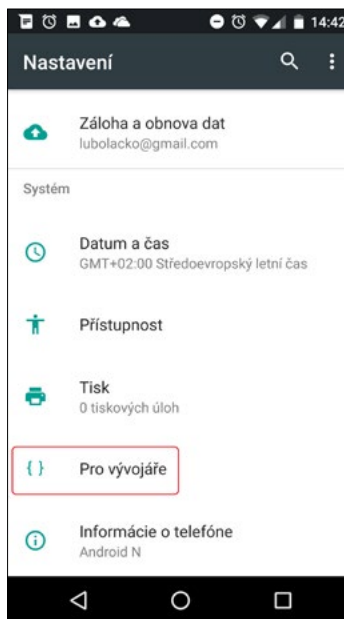 14:42
Nastavení
Záloha a obnova dat
lubolacko@gmail.com
Systém
Datum a čas
GMT+02:00 Středoevropský letní čas
Přístupnost
Tisk
0 tiskových úloh
{ } Pro vývojáře
Informácie o telefóne
Android N